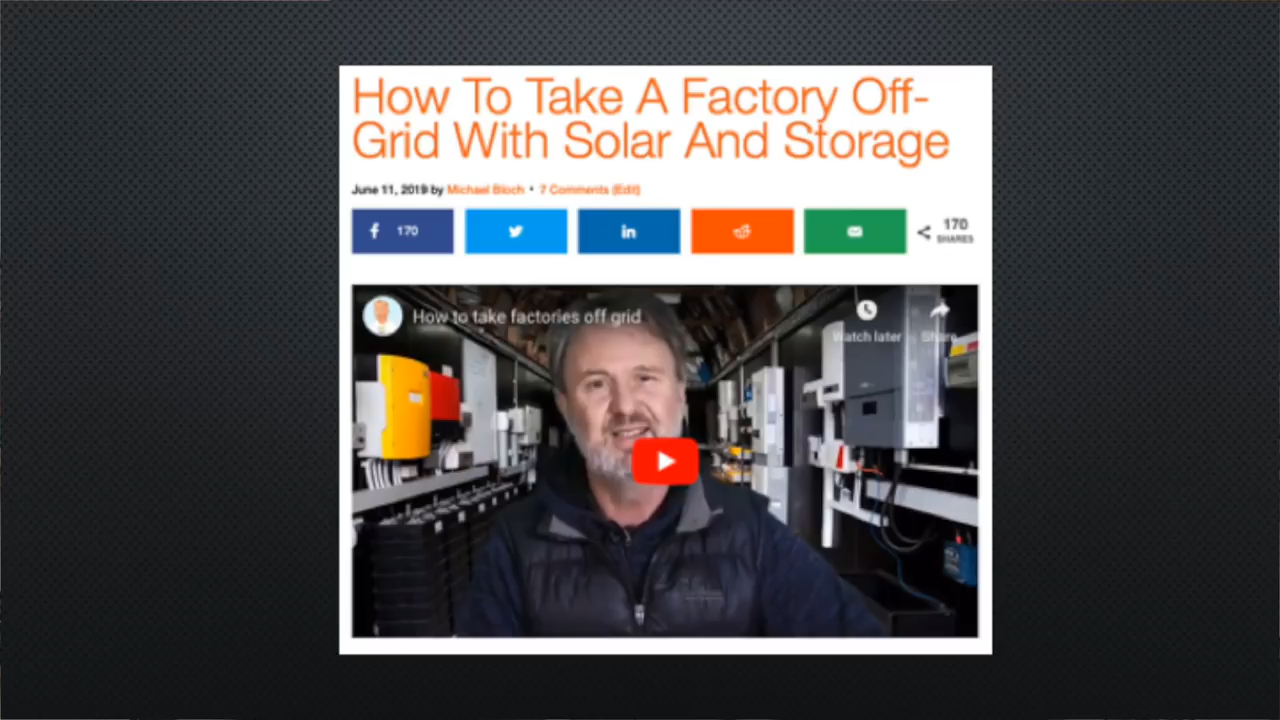 How To Take A Factory Off-
Grid With Solar And Storage
June 11, 2019 by Michael Bloch • 7 Comments (Edit)
170
170
SHARES
How to take factories off grid
Watch later
Share